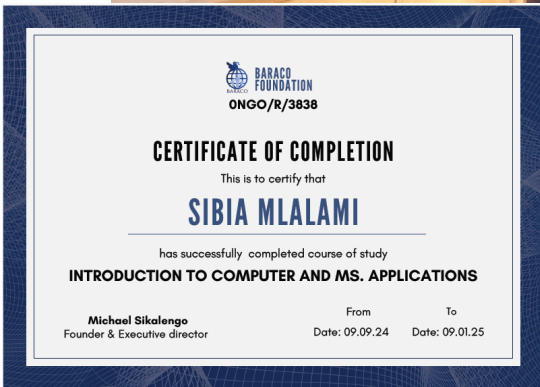 BARACO
FOUNDATION
BARACO
0NGO/R/3838
CERTIFICATE OF COMPLETION
This is to certify that
SIBIA MLALAMI
has successfully completed course of study
INTRODUCTION TO COMPUTER AND MS. APPLICATIONS
Michael Sikalengo
Founder & Executive director
From To
Date: 09.09.24 Date: 09.01.25